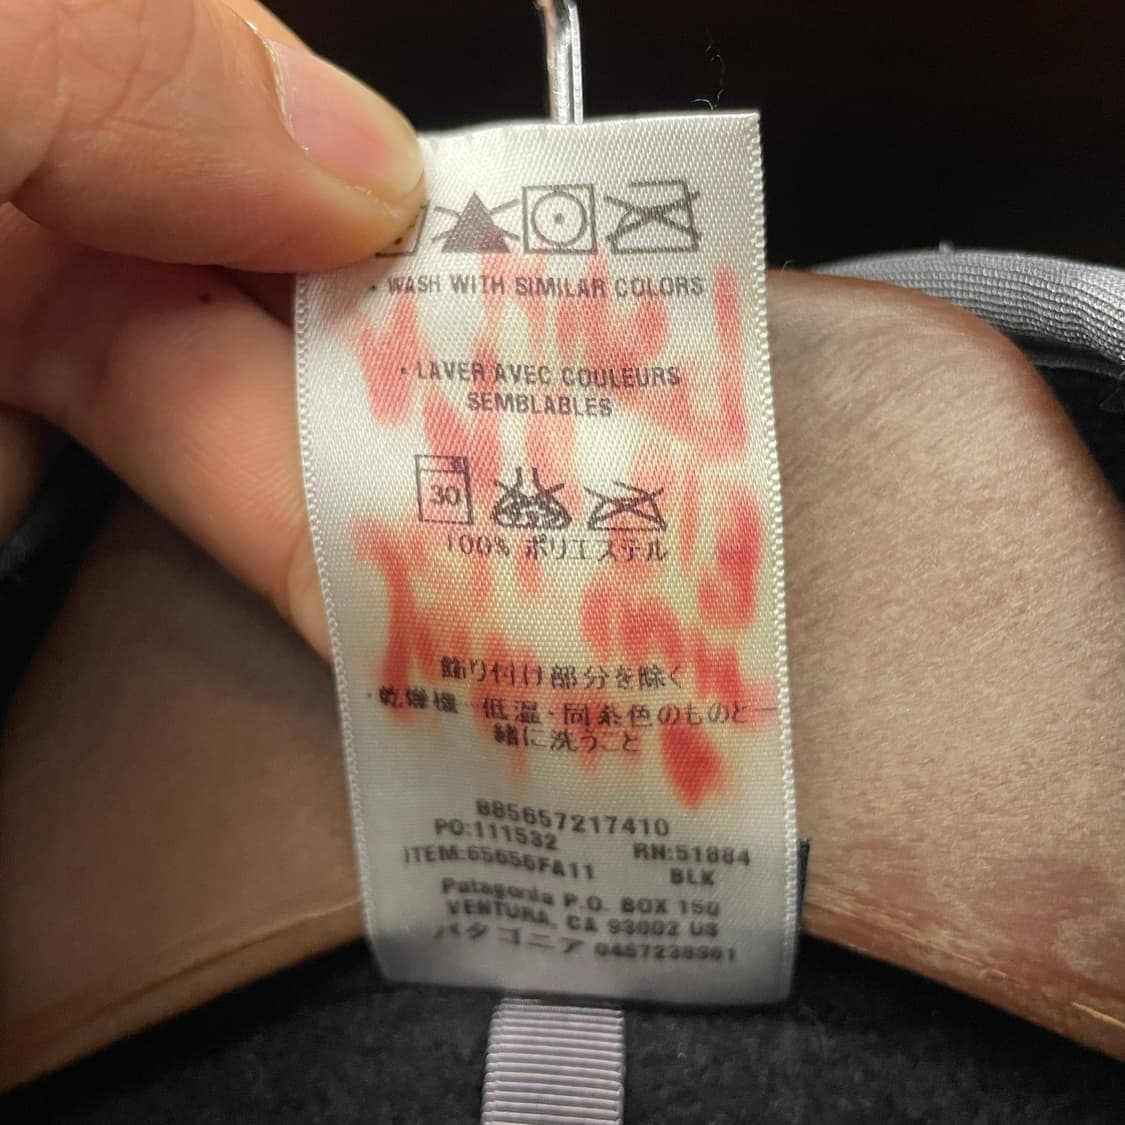 · WASH WITH SIMILAR COLORS
· LAVER AVEC COULEURS
SEMBLABLES
30
100% ポリエステル
飾り付け部分を除く
·乾燥機 低温·同系色のものと一
緒に洗うこと
885657217410
PO:111532 RN:51884
ITEM:65656FA11 BLK
Patagonia P.O. BOX 150
VENTURA, CA 93002 US
パタゴニア 0467238961